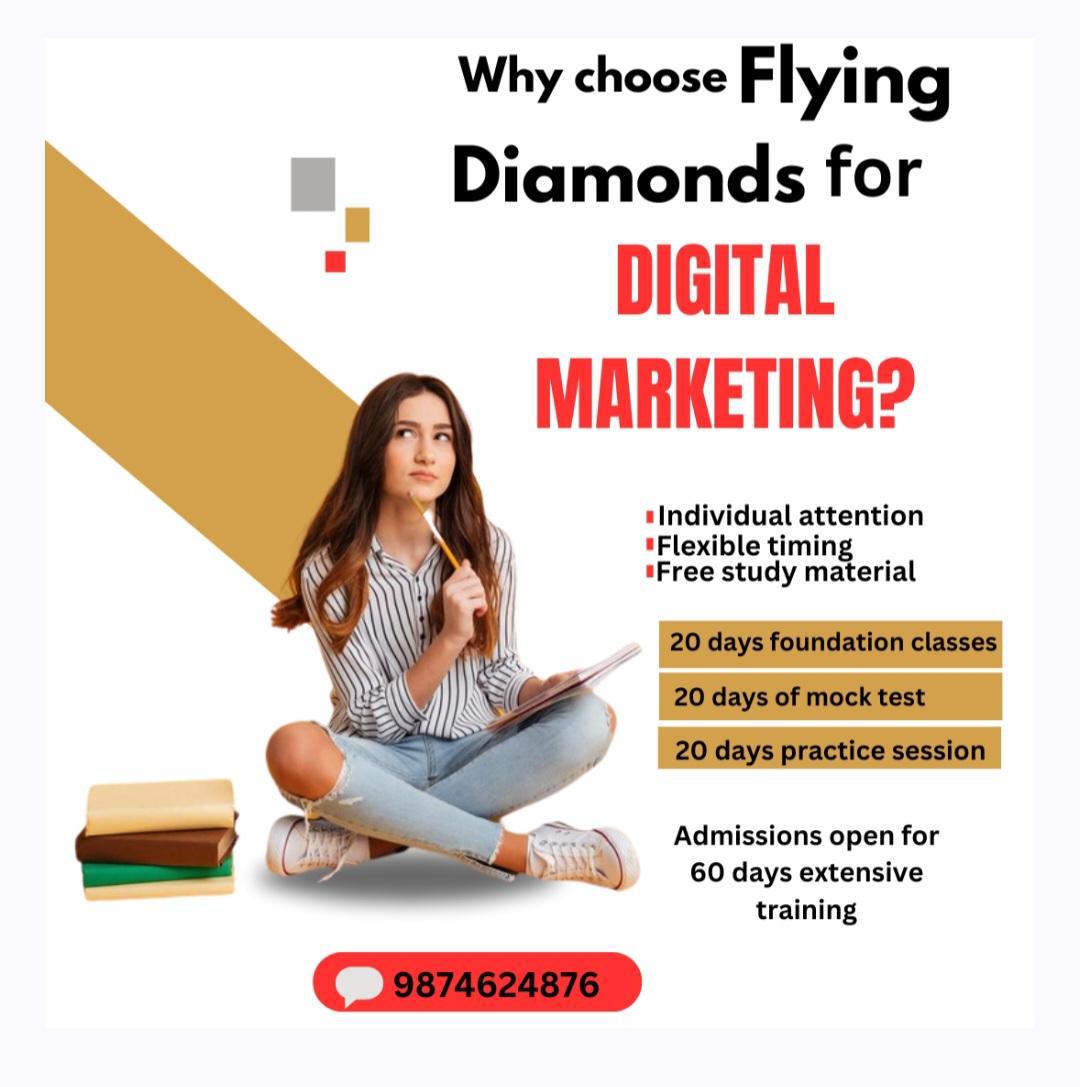 Why choose Flying
Diamonds for
DIGITAL
MARKETING?
Individual attention
Flexible timing
Free study material
20 days foundation classes
20 days of mock test
20 days practice session
Admissions open for
60 days extensive
training
9874624876